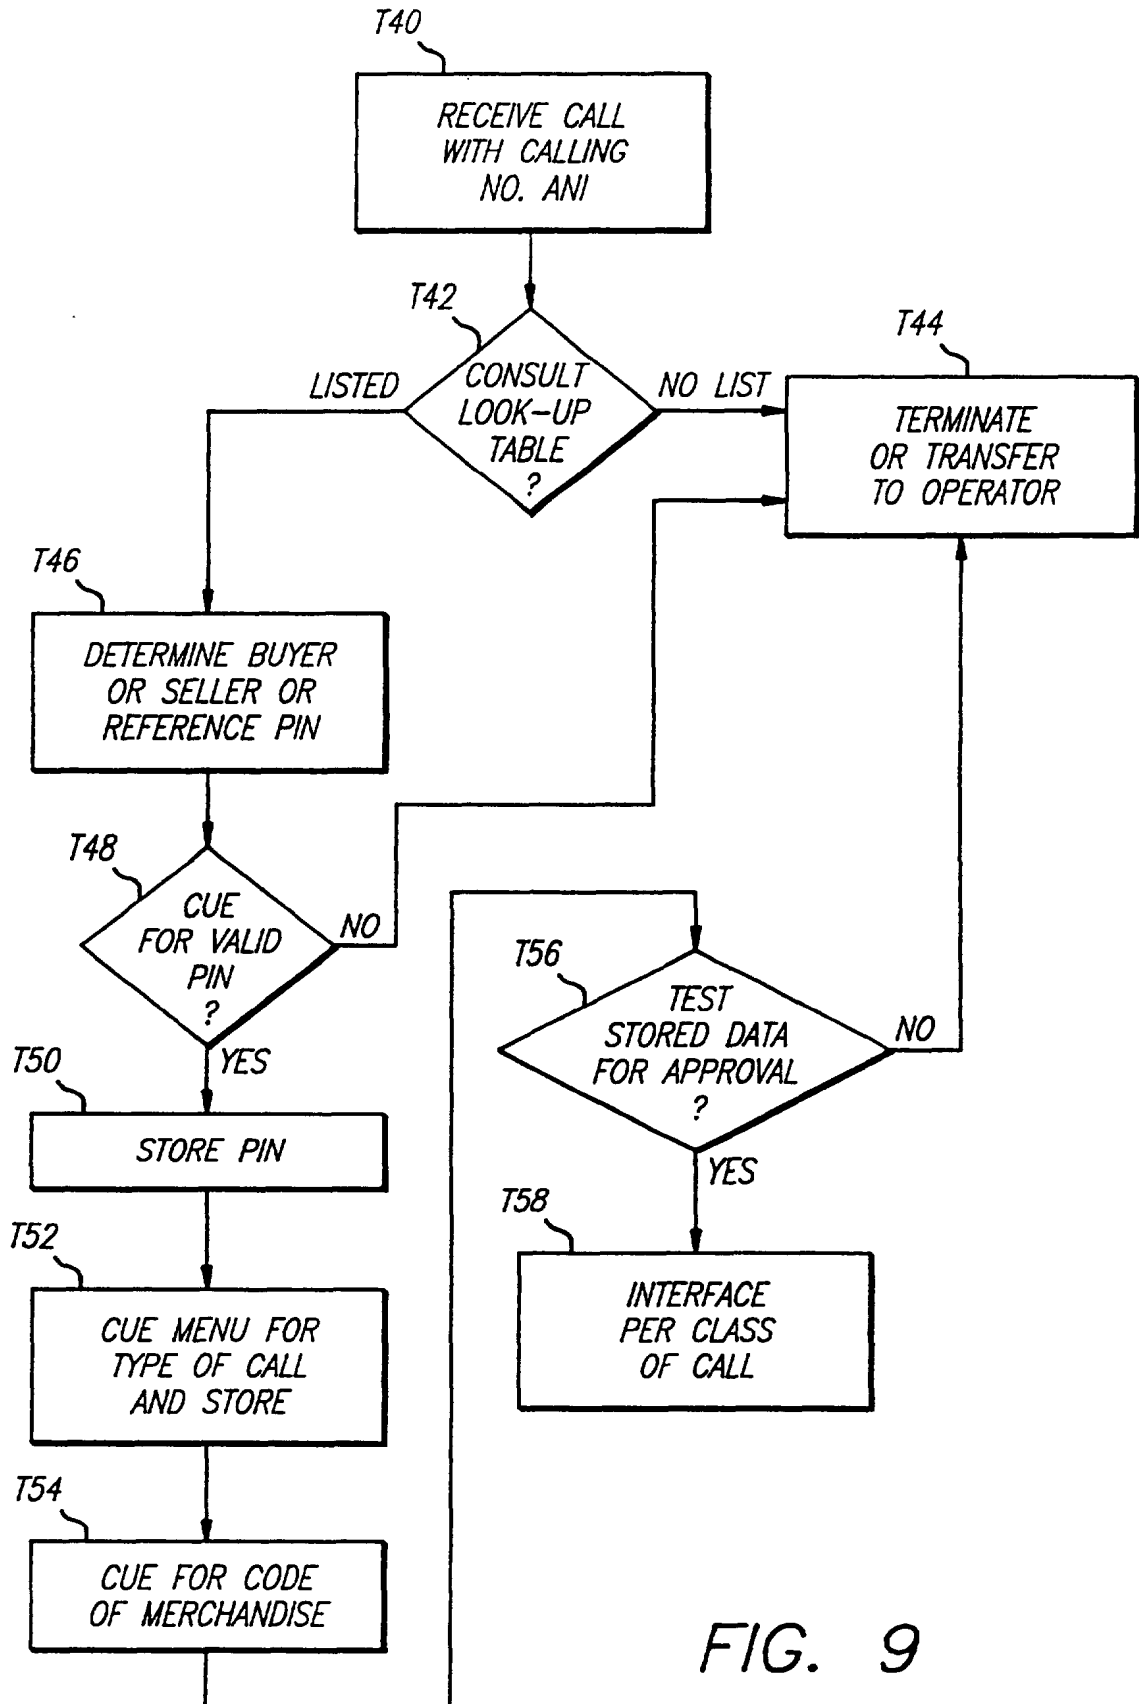 T40
RECEIVE CALL
WITH CALLING
NO. ANI
T42
CONSULT
LOOK-UP
TABLE
?
LISTED
NO LIST
T44
TERMINATE
OR TRANSFER
TO OPERATOR
T46
DETERMINE BUYER
OR SELLER OR
REFERENCE PIN
T48
CUE
FOR VALID
PIN
?
NO
YES
T50
STORE PIN
T52
CUE MENU FOR
TYPE OF CALL
AND STORE
T54
CUE FOR CODE
OF MERCHANDISE
T56
TEST
STORED DATA
FOR APPROVAL
?
NO
YES
T58
INTERFACE
PER CLASS
OF CALL
FIG. 9